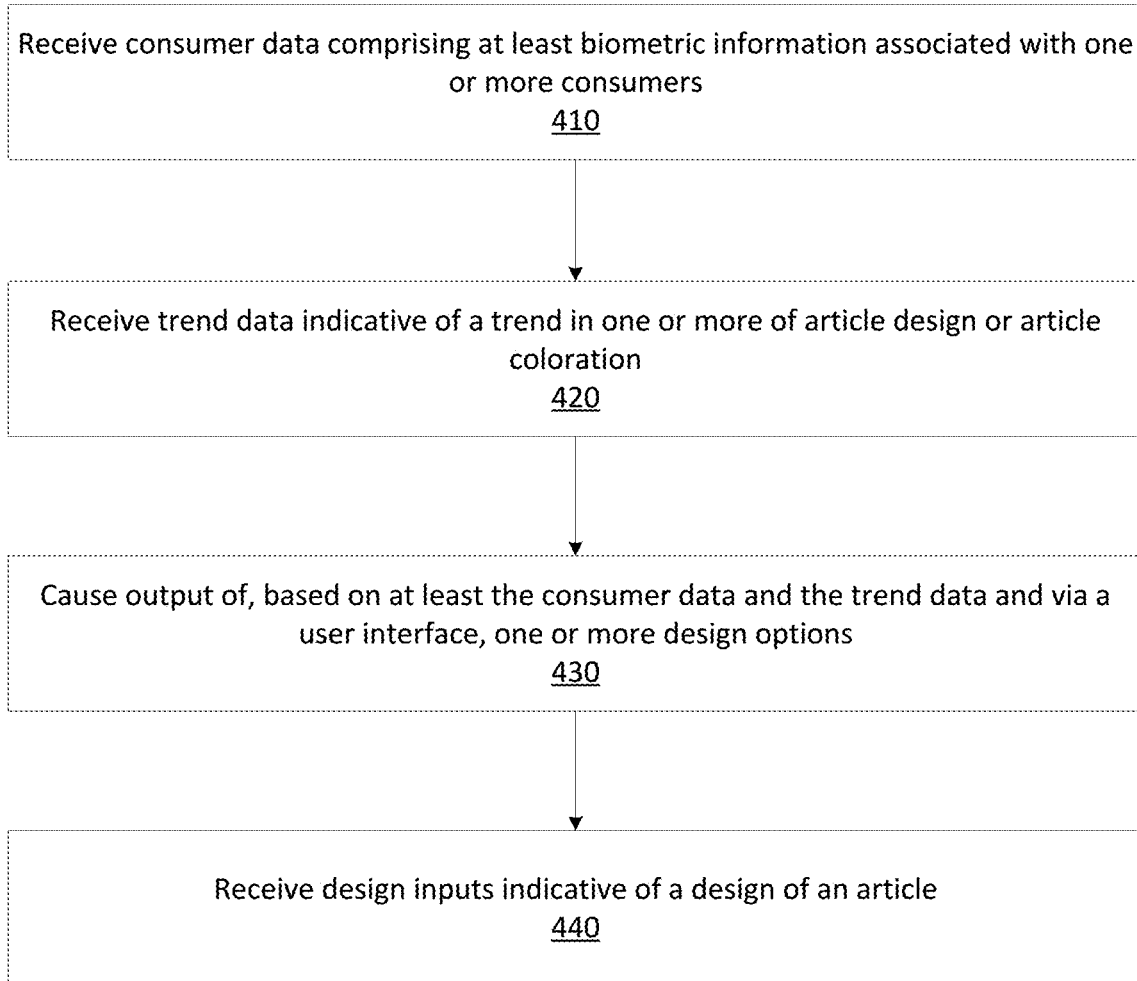 Receive consumer data comprising at least biometric information associated with one
or more consumers
410
Receive trend data indicative of a trend in one or more of article design or article
coloration
420
Cause output of, based on at least the consumer data and the trend data and via a
user interface, one or more design options
430
Receive design inputs indicative of a design of an article
440